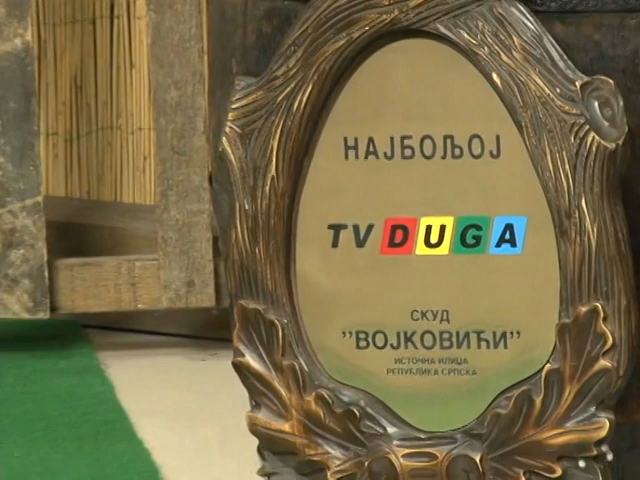 НАЈБОЉОЈ
TV DUGA
СКУД
"ВОЈКОВИЋИ"
ИСТОЧНА ИЛИЏА
РЕПУБЛИКА СРПСКА